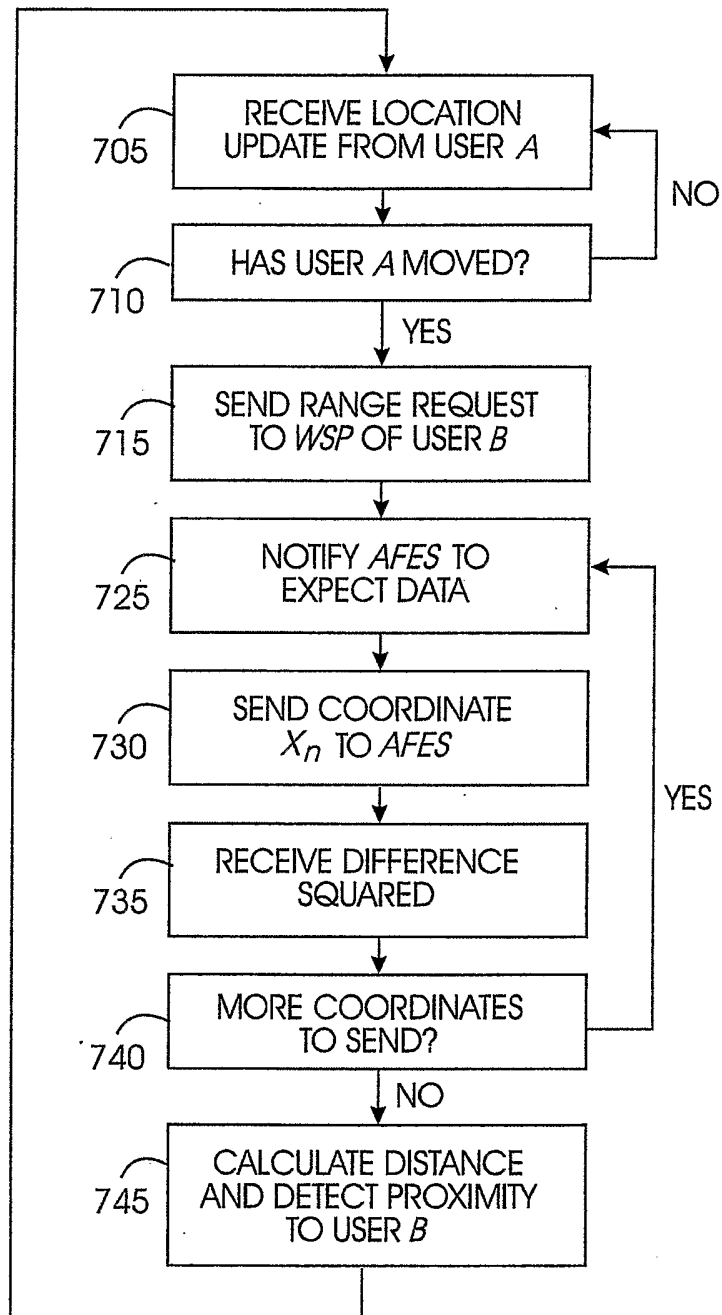 705
RECEIVE LOCATION
UPDATE FROM USER A
NO
710
HAS USER A MOVED?
YES
715
SEND RANGE REQUEST
TO WSP OF USER B
725
NOTIFY AFES TO
EXPECT DATA
730
SEND COORDINATE
Xn TO AFES
YES
735
RECEIVE DIFFERENCE
SQUARED
740
MORE COORDINATES
TO SEND?
NO
745
CALCULATE DISTANCE
AND DETECT PROXIMITY
TO USER B